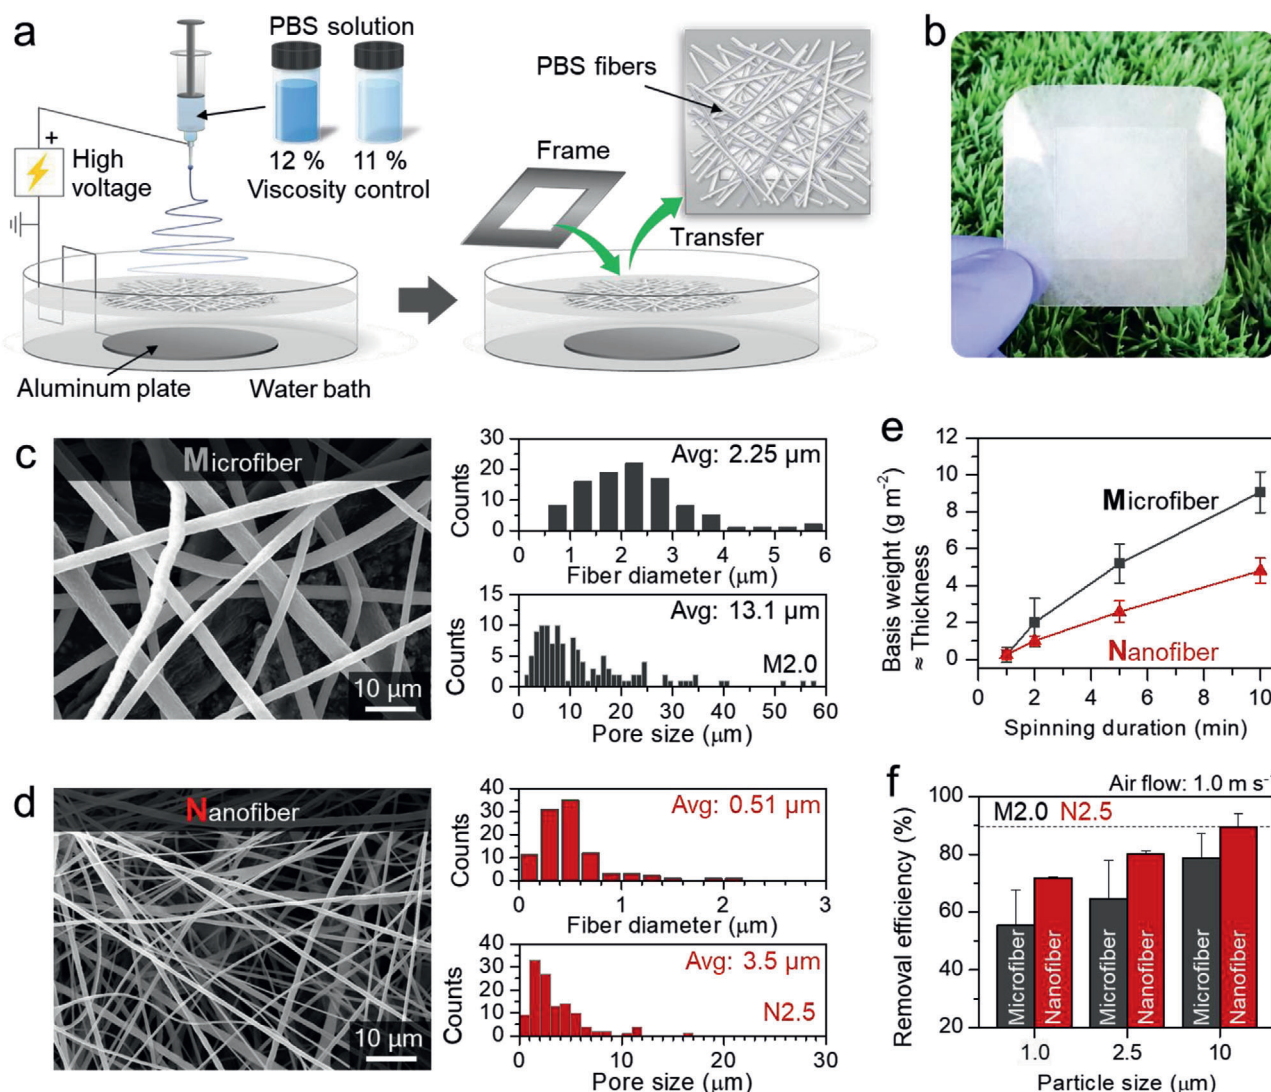 a
PBS solution
12 %
11 %
Viscosity control
+
High
voltage
Aluminum plate
Water bath
Frame
PBS fibers
Transfer
b
c
Microfiber
10 µm
30
20
10
0
Counts
Avg: 2.25 µm
0 1 2 3 4 5 6
Fiber diameter (µm)
15
10
5
0
Counts
Avg: 13.1 µm
M2.0
0 10 20 30 40 50 60
Pore size (µm)
d
Nanofiber
10 µm
40
30
20
10
0
Counts
Avg: 0.51 µm
0 1 2 3
Fiber diameter (µm)
40
30
20
10
0
Counts
Avg: 3.5 µm
N2.5
0 10 20 30
Pore size (µm)
e
12
10
8
6
4
2
0
Basis weight (g m⁻²)
≈ Thickness
Microfiber
Nanofiber
0 2 4 6 8 10
Spinning duration (min)
f
Air flow: 1.0 m s⁻¹
100
80
60
40
20
Removal efficiency (%)
M2.0 N2.5
Microfiber
Nanofiber
Microfiber
Nanofiber
Microfiber
Nanofiber
1.0 2.5 10
Particle size (µm)